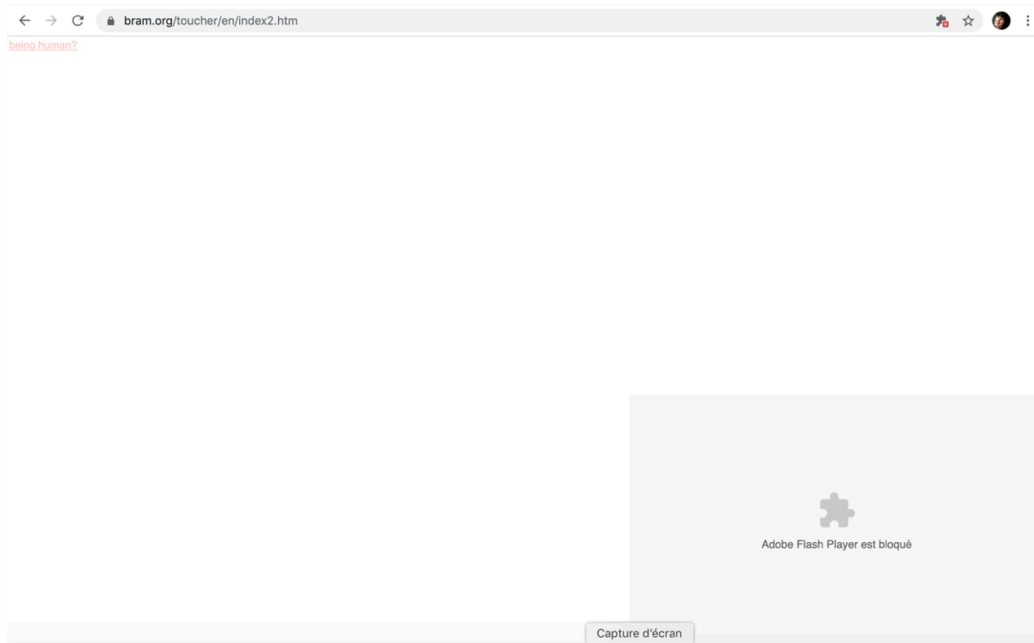 bram.org/toucher/en/index2.htm
being human?
Adobe Flash Player est bloqué
Capture d'écran